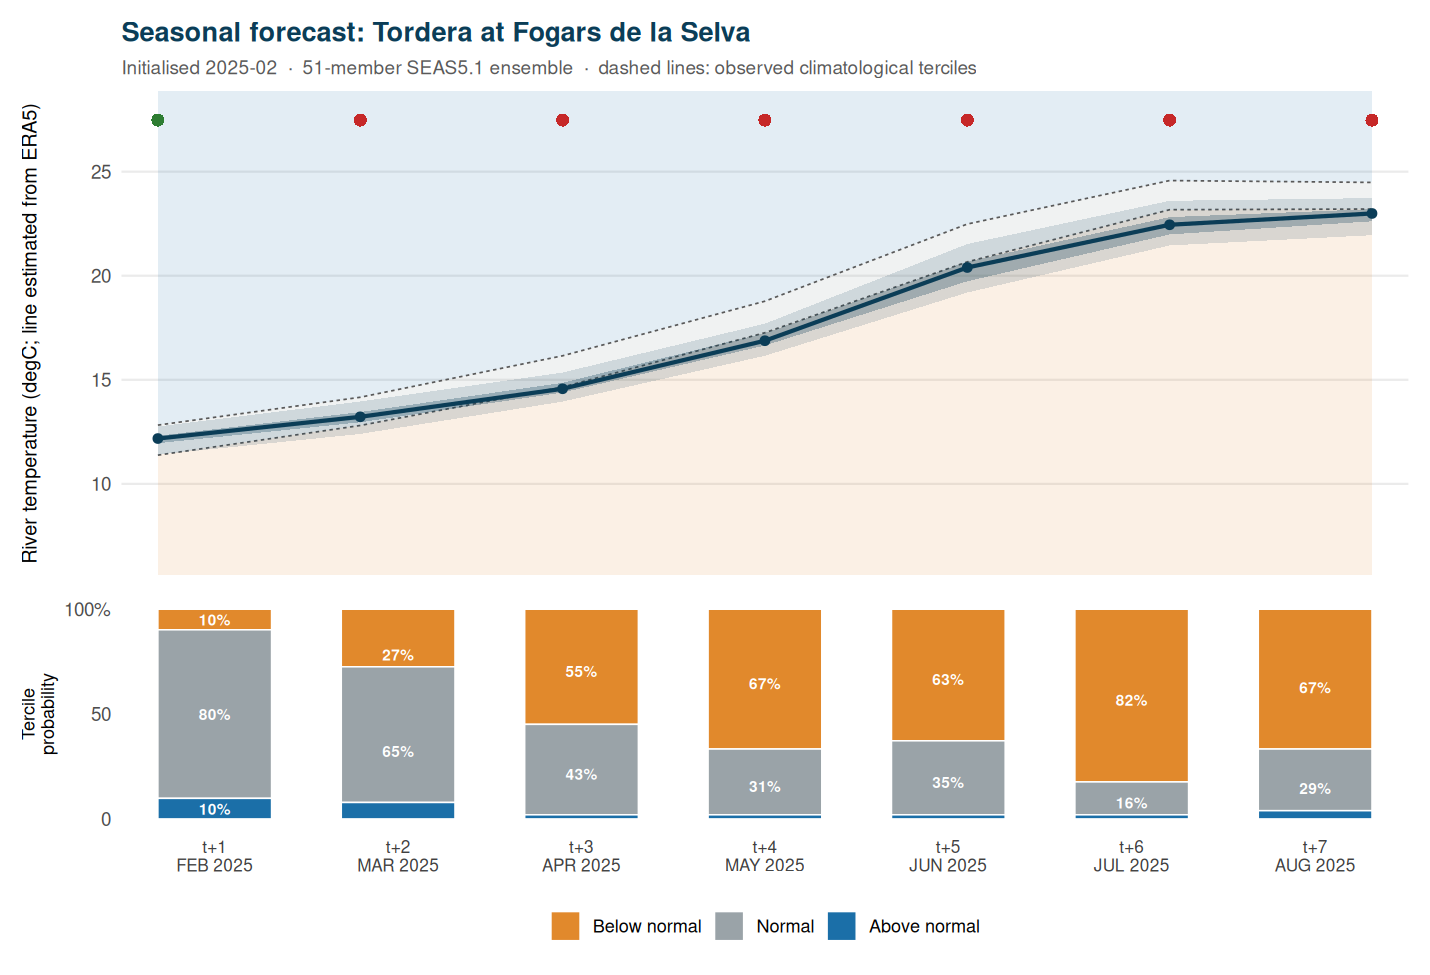 Seasonal forecast: Tordera at Fogars de la Selva
Initialised 2025-02 · 51-member SEAS5.1 ensemble · dashed lines: observed climatological terciles
River temperature (degC; line estimated from ERA5)
25
20
15
10
Tercile
probability
100%
50
0
10%
80%
10%
27%
65%
55%
43%
67%
31%
63%
35%
82%
16%
67%
29%
t+1
FEB 2025
t+2
MAR 2025
t+3
APR 2025
t+4
MAY 2025
t+5
JUN 2025
t+6
JUL 2025
t+7
AUG 2025
Below normal
Normal
Above normal